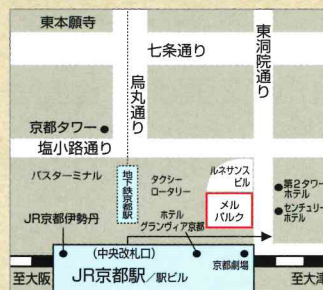 東本願寺
七条通り
烏丸通り
東洞院通り
京都タワー
塩小路通り
バスターミナル
地下鉄京都駅
タクシー
ロータリー
ルネサンス
ビル
メル
パルク
第2タワー
ホテル
センチュリー
ホテル
JR京都伊勢丹
ホテル
グランヴィア京都
(中央改札口)
京都劇場
JR京都駅/駅ビル
至大阪
至大津